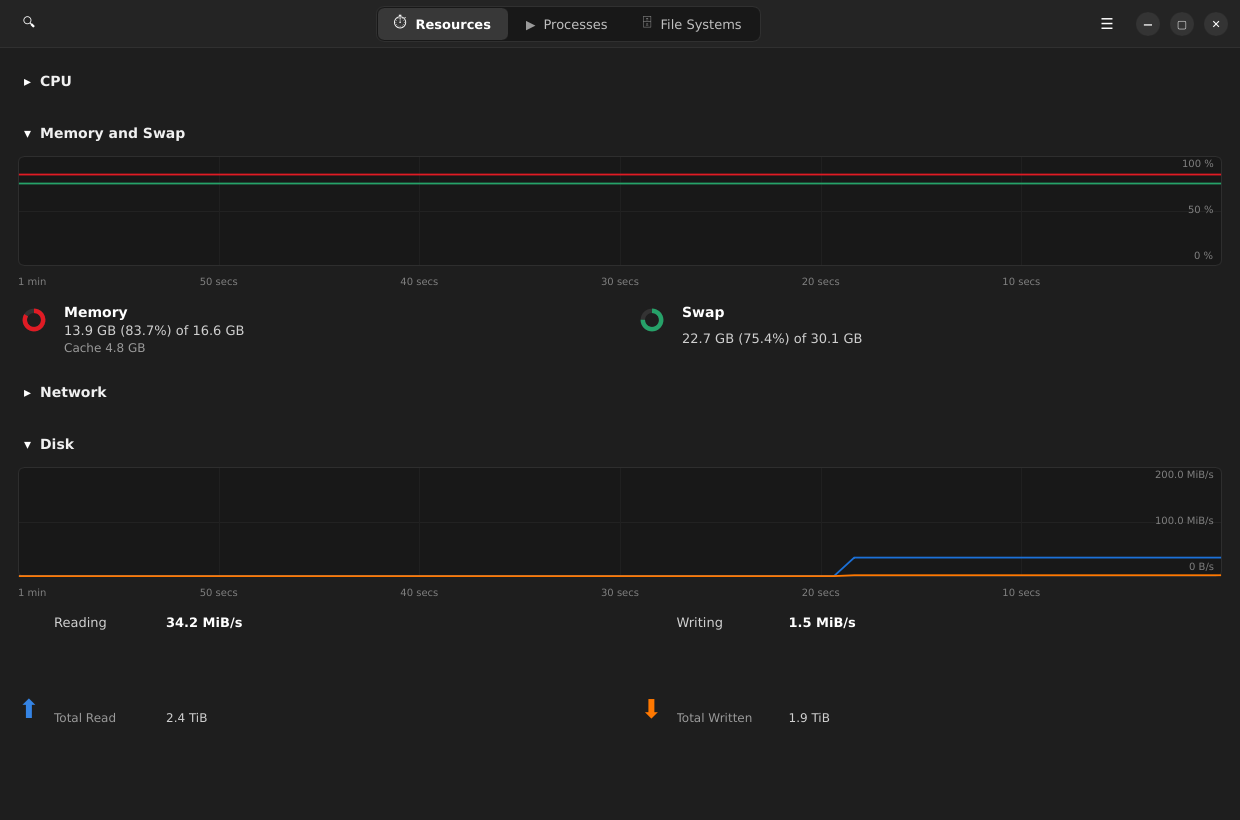 Resources Processes File Systems
CPU
Memory and Swap
100 %
50 %
0 %
1 min 50 secs 40 secs 30 secs 20 secs 10 secs
Memory
13.9 GB (83.7%) of 16.6 GB
Cache 4.8 GB
Swap
22.7 GB (75.4%) of 30.1 GB
Network
Disk
200.0 MiB/s
100.0 MiB/s
0 B/s
1 min 50 secs 40 secs 30 secs 20 secs 10 secs
Reading 34.2 MiB/s Writing 1.5 MiB/s
Total Read 2.4 TiB Total Written 1.9 TiB